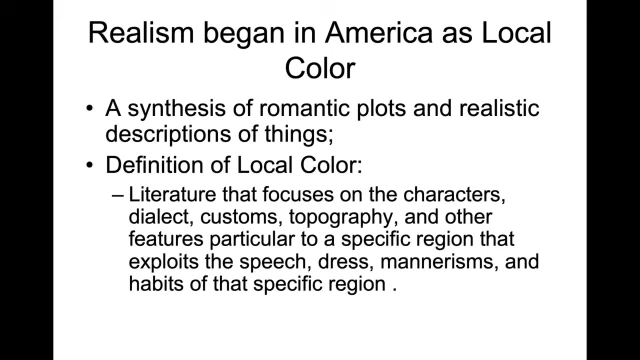 Realism began in America as Local
Color
• A synthesis of romantic plots and realistic
descriptions of things;
• Definition of Local Color:
– Literature that focuses on the characters,
dialect, customs, topography, and other
features particular to a specific region that
exploits the speech, dress, mannerisms, and
habits of that specific region .